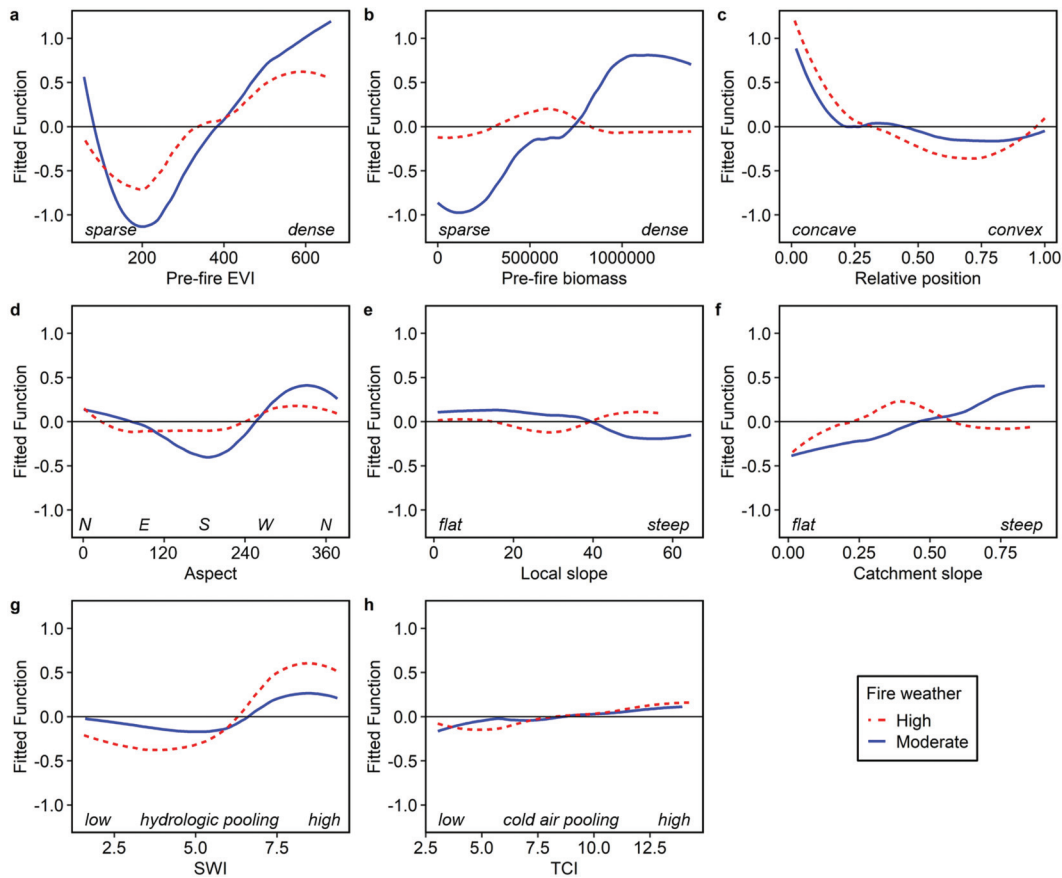 a
b
c
Fitted Function
1.0
0.5
0.0
-0.5
-1.0
sparse
dense
200
400
600
Pre-fire EVI
Fitted Function
1.0
0.5
0.0
-0.5
-1.0
sparse
dense
0
500000
1000000
Pre-fire biomass
Fitted Function
1.0
0.5
0.0
-0.5
-1.0
concave
convex
0.00
0.25
0.50
0.75
1.00
Relative position
d
e
f
Fitted Function
1.0
0.5
0.0
-0.5
-1.0
N E S W N
0
120
240
360
Aspect
Fitted Function
1.0
0.5
0.0
-0.5
-1.0
flat
steep
0
20
40
60
Local slope
Fitted Function
1.0
0.5
0.0
-0.5
-1.0
flat
steep
0.00
0.25
0.50
0.75
Catchment slope
g
h
Fitted Function
1.0
0.5
0.0
-0.5
-1.0
low hydrologic pooling high
2.5
5.0
7.5
SWI
Fitted Function
1.0
0.5
0.0
-0.5
-1.0
low cold air pooling high
2.5
5.0
7.5
10.0
12.5
TCI
Fire weather
High
Moderate